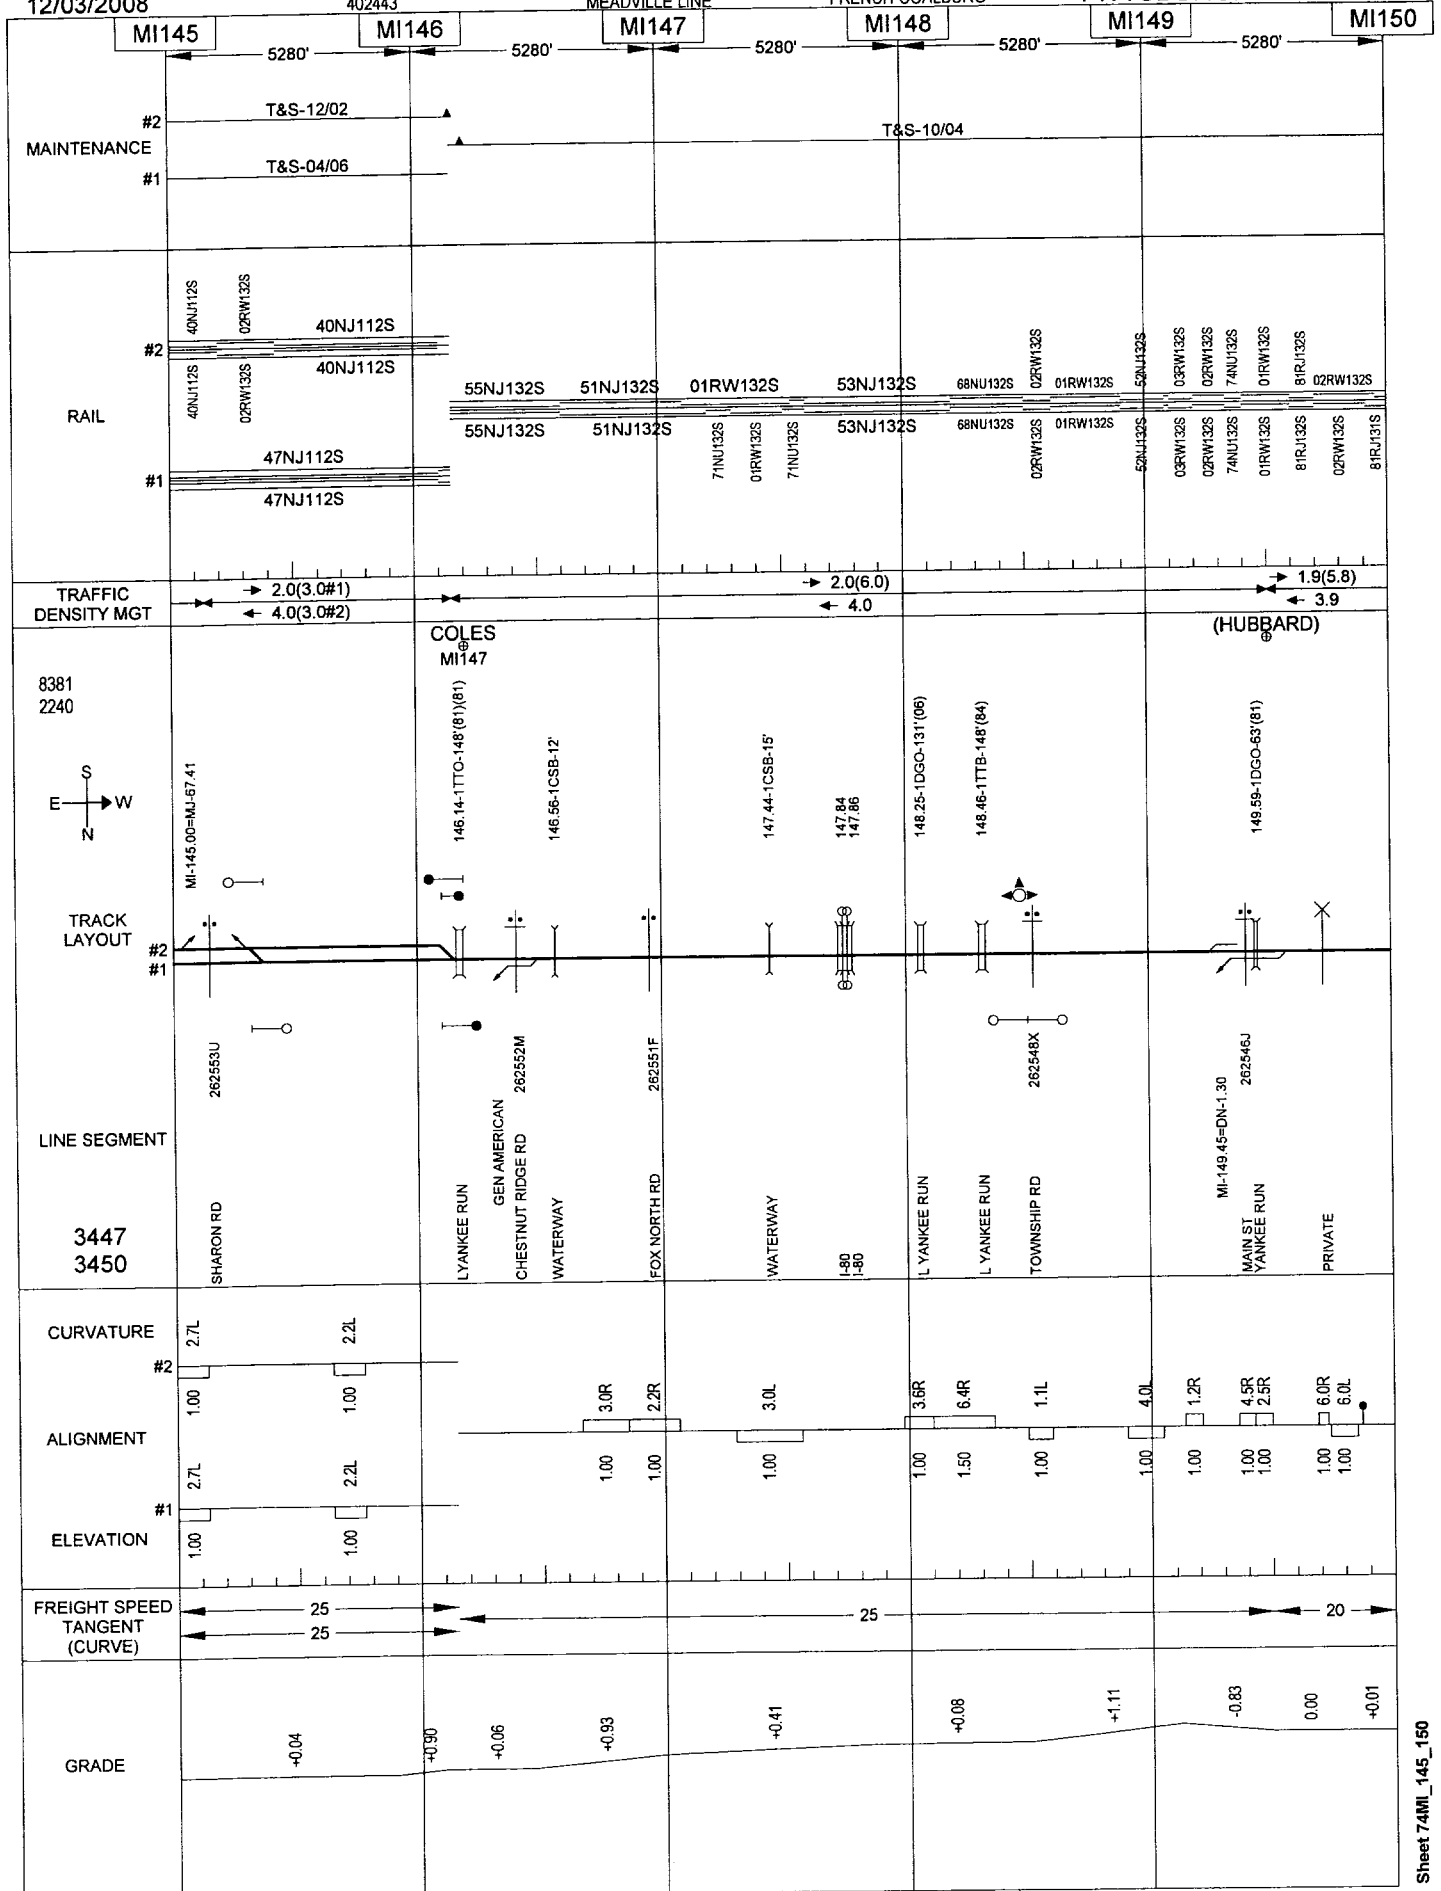 12/03/2008
402443
MEADVILLE LINE
MI145 MI146 MI147 MI148 MI149 MI150
5280' 5280' 5280' 5280' 5280'
MAINTENANCE
#2
T&S-12/02
T&S-10/04
#1
T&S-04/06
RAIL
40NJ112S
02RW132S
40NJ112S
#2
40NJ112S
40NJ112S
02RW132S
47NJ112S
#1
47NJ112S
55NJ132S 51NJ132S 01RW132S 53NJ132S 68NU132S 02RW132S 01RW132S 52NJ132S 03RW132S 02RW132S 74NU132S 01RW132S 81RJ132S 02RW132S
55NJ132S 51NJ132S 71NU132S 01RW132S 71NU132S 53NJ132S 68NU132S 02RW132S 01RW132S 52NJ132S 03RW132S 02RW132S 74NU132S 01RW132S 81RJ132S 02RW132S 81RJ131S
TRAFFIC
DENSITY MGT
2.0(3.0#1)
4.0(3.0#2)
2.0(6.0)
4.0
1.9(5.8)
3.9
COLES
MI147
(HUBBARD)
8381
2240
S
E W
N
MI-145.00=MJ-67.41
146.14-1TTO-148'(81)(81)
146.56-1CSB-12'
147.44-1CSB-15'
147.84
147.86
148.25-1DGO-131'(06)
148.46-1TTB-148'(84)
149.59-1DGO-63'(81)
TRACK
LAYOUT
#2
#1
262553U
262552M
262551F
262548X
262546J
MI-149.45=DN-1.30
LINE SEGMENT
3447
3450
SHARON RD
LYANKEE RUN
GEN AMERICAN
CHESTNUT RIDGE RD
WATERWAY
FOX NORTH RD
WATERWAY
I-80
I-80
L YANKEE RUN
L YANKEE RUN
TOWNSHIP RD
MAIN ST
YANKEE RUN
PRIVATE
CURVATURE
#2
2.7L 2.2L
1.00 1.00
3.0R 2.2R 3.0L 3.6R 6.4R 1.1L 4.0L 1.2R 4.5R 2.5R 6.0R 6.0L
ALIGNMENT
1.00 1.00 1.00 1.00 1.50 1.00 1.00 1.00 1.00 1.00 1.00 1.00
2.7L 2.2L
#1
ELEVATION
1.00 1.00
FREIGHT SPEED
TANGENT
(CURVE)
25
25
25
20
GRADE
+0.04 +0.90 +0.06 +0.93 +0.41 +0.08 +1.11 -0.83 0.00 +0.01
Sheet 74MI_145_150